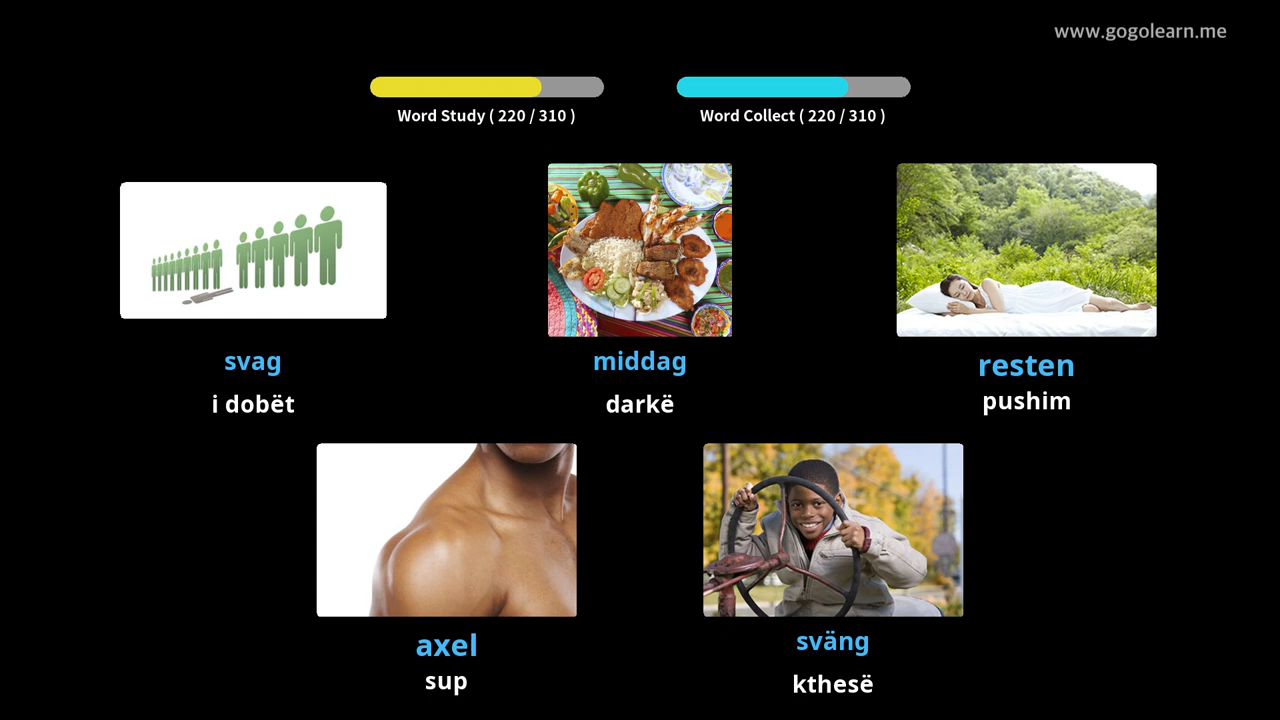 www.gogolearn.me
Word Study ( 220 / 310 )
Word Collect ( 220 / 310 )
svag
i dobët
middag
darkë
resten
pushim
axel
sup
sväng
kthesë